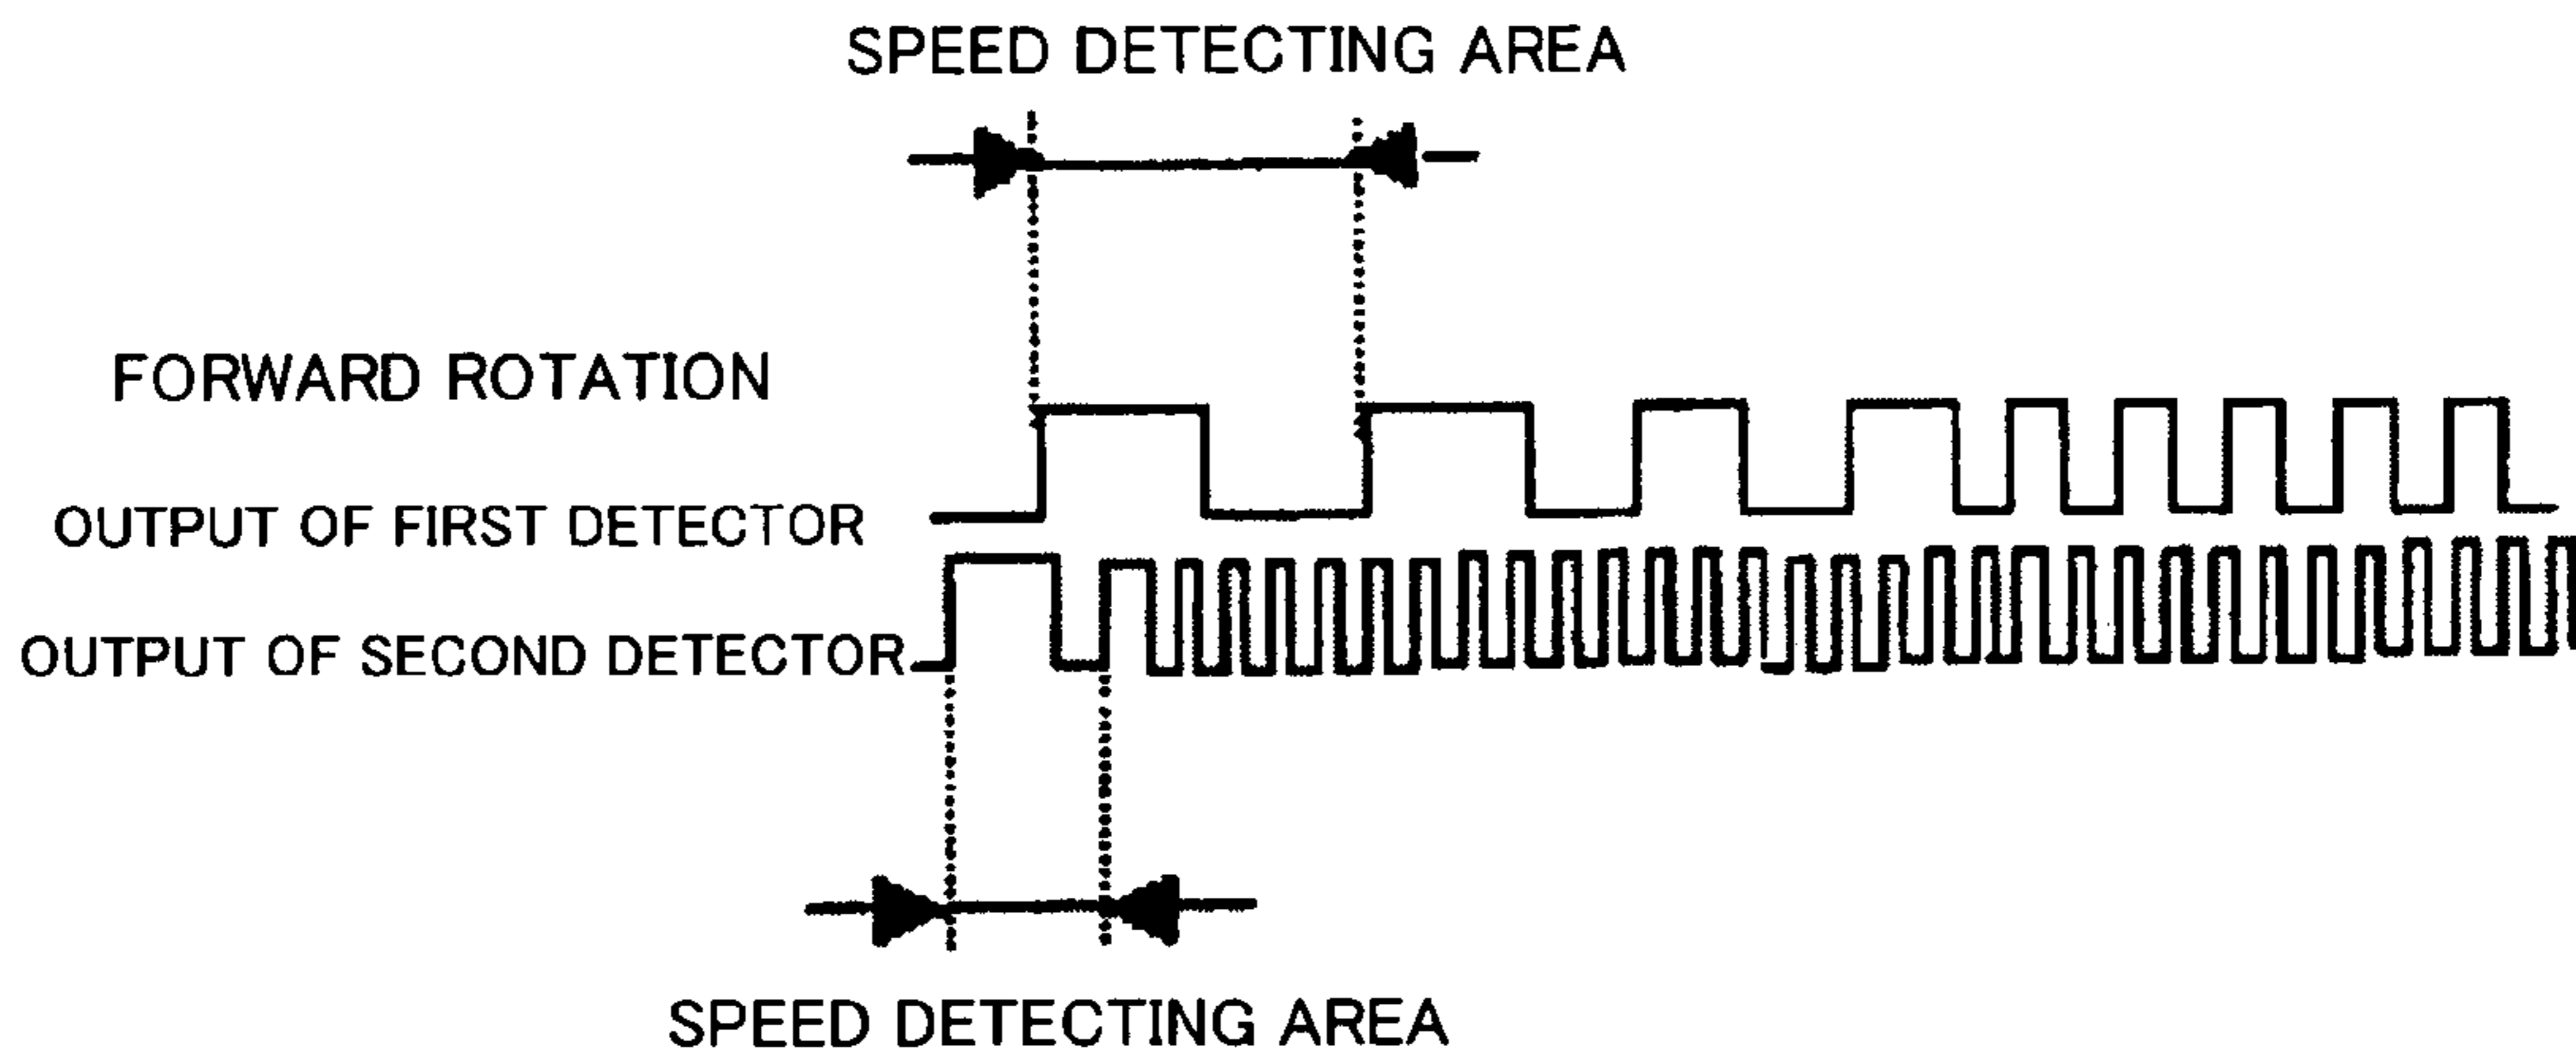 SPEED DETECTING AREA
FORWARD ROTATION
OUTPUT OF FIRST DETECTOR
OUTPUT OF SECOND DETECTOR
SPEED DETECTING AREA